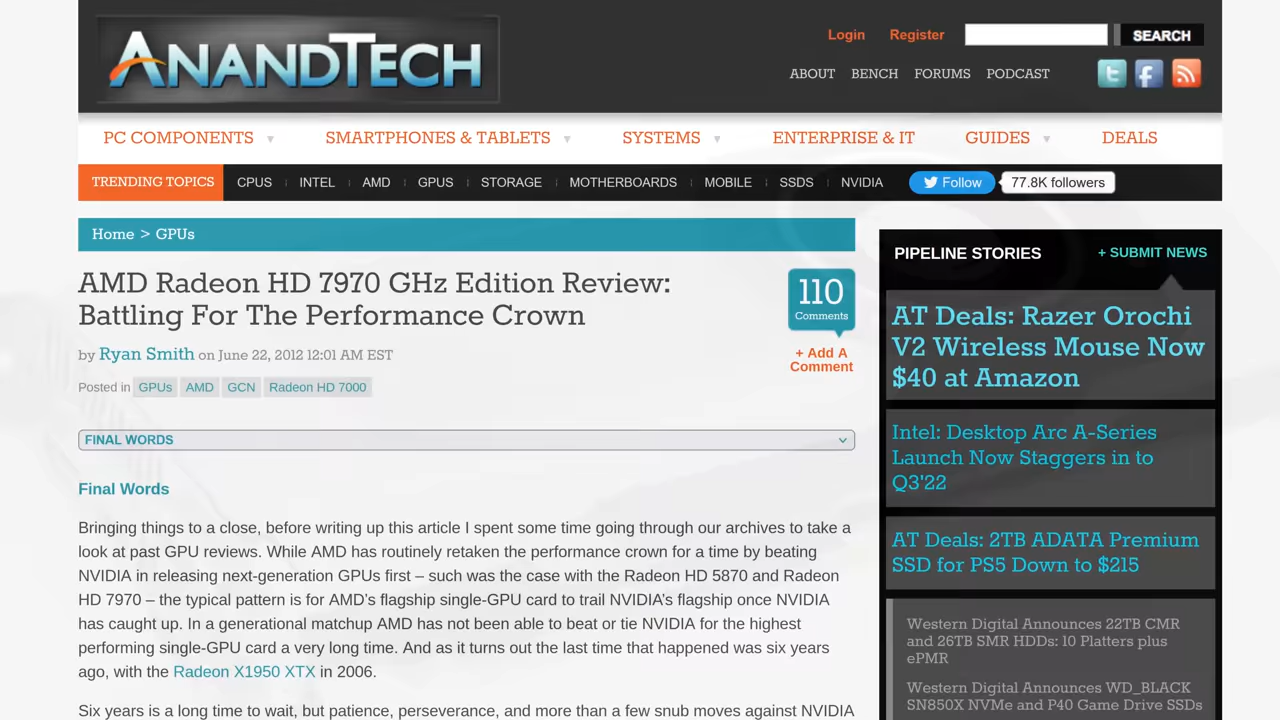 ANANDTECH
Login
Register
SEARCH
ABOUT
BENCH
FORUMS
PODCAST
PC COMPONENTS
SMARTPHONES & TABLETS
SYSTEMS
ENTERPRISE & IT
GUIDES
DEALS
TRENDING TOPICS
CPUS
INTEL
AMD
GPUS
STORAGE
MOTHERBOARDS
MOBILE
SSDS
NVIDIA
Follow
77.8K followers
Home > GPUs
AMD Radeon HD 7970 GHz Edition Review:
Battling For The Performance Crown
by Ryan Smith on June 22, 2012 12:01 AM EST
Posted in GPUs AMD GCN Radeon HD 7000
110
Comments
+ Add A
Comment
FINAL WORDS
Final Words
Bringing things to a close, before writing up this article I spent some time going through our archives to take a
look at past GPU reviews. While AMD has routinely retaken the performance crown for a time by beating
NVIDIA in releasing next-generation GPUs first – such was the case with the Radeon HD 5870 and Radeon
HD 7970 – the typical pattern is for AMD’s flagship single-GPU card to trail NVIDIA’s flagship once NVIDIA
has caught up. In a generational matchup AMD has not been able to beat or tie NVIDIA for the highest
performing single-GPU card a very long time. And as it turns out the last time that happened was six years
ago, with the Radeon X1950 XTX in 2006.
Six years is a long time to wait, but patience, perseverance, and more than a few snub moves against NVIDIA
PIPELINE STORIES
+ SUBMIT NEWS
AT Deals: Razer Orochi
V2 Wireless Mouse Now
$40 at Amazon
Intel: Desktop Arc A-Series
Launch Now Staggers in to
Q3'22
AT Deals: 2TB ADATA Premium
SSD for PS5 Down to $215
Western Digital Announces 22TB CMR
and 26TB SMR HDDs: 10 Platters plus
ePMR
Western Digital Announces WD_BLACK
SN850X NVMe and P40 Game Drive SSDs